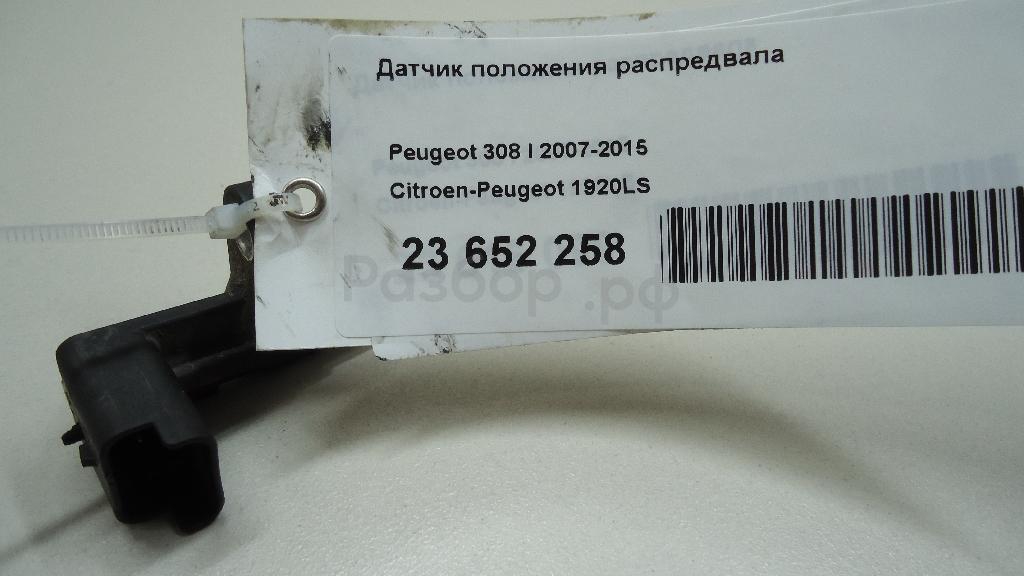 Датчик положения распредвала
Peugeot 308 I 2007-2015
Citroen-Peugeot 1920LS
23 652 258
Разбор.рф